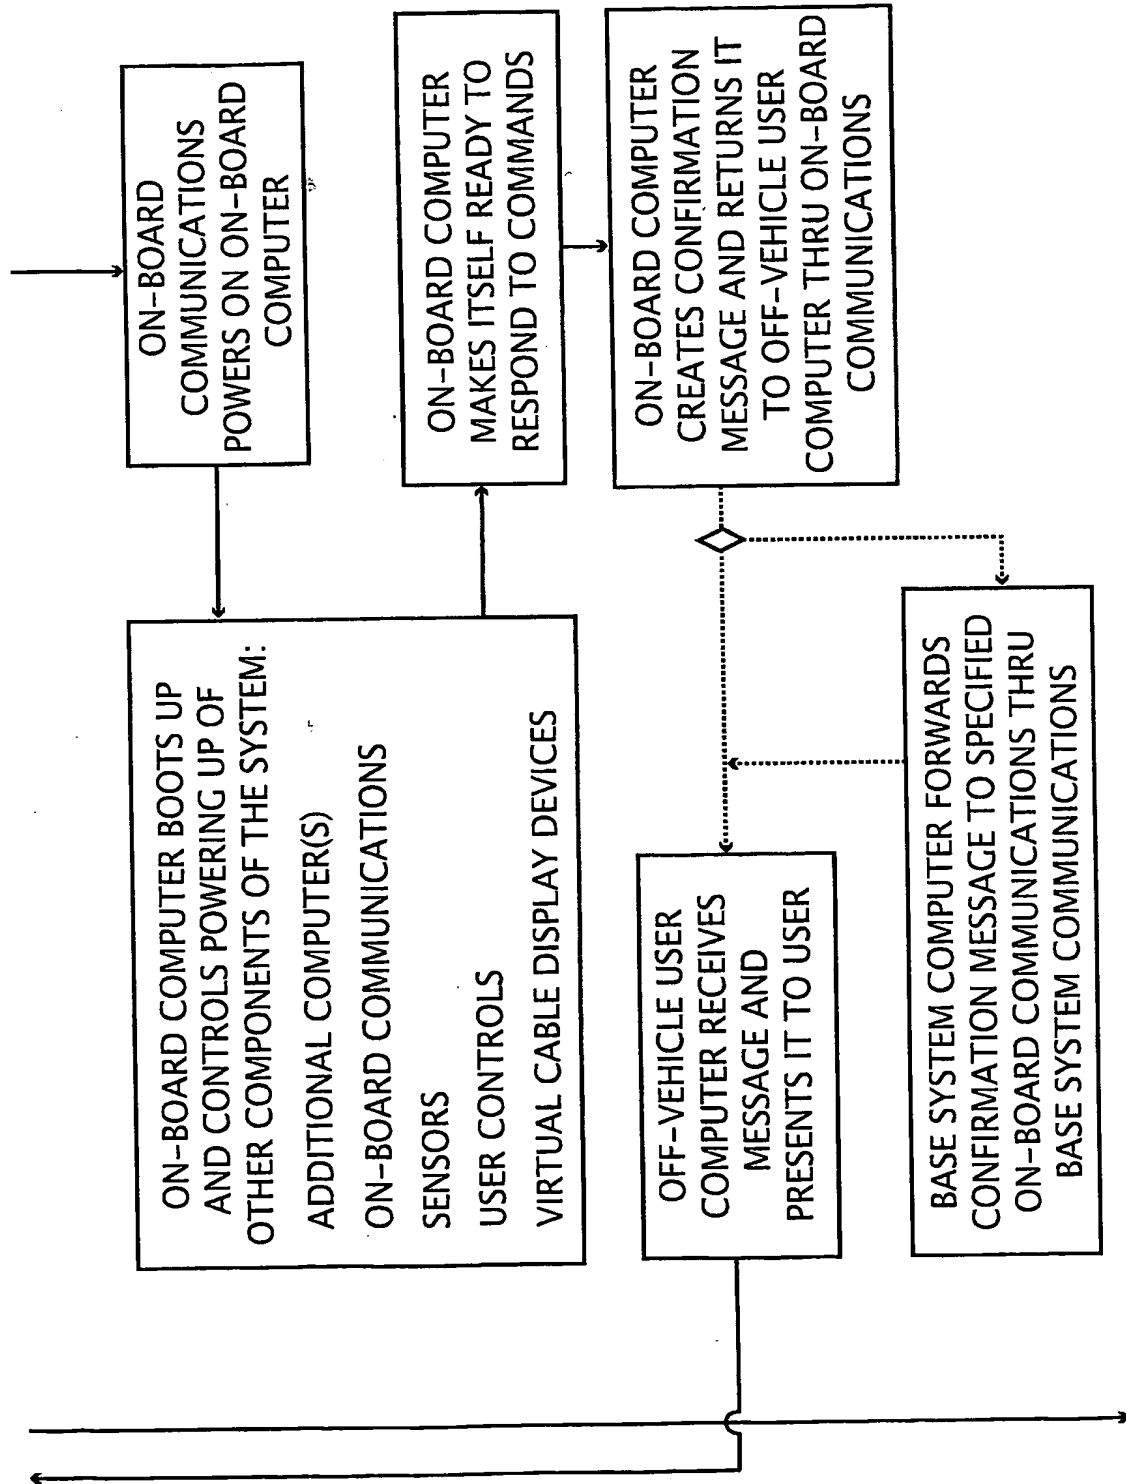 ON-BOARD
COMMUNICATIONS
POWERS ON ON-BOARD
COMPUTER
ON-BOARD COMPUTER BOOTS UP
AND CONTROLS POWERING UP OF
OTHER COMPONENTS OF THE SYSTEM:
ADDITIONAL COMPUTER(S)
ON-BOARD COMMUNICATIONS
SENSORS
USER CONTROLS
VIRTUAL CABLE DISPLAY DEVICES
ON-BOARD COMPUTER
MAKES ITSELF READY TO
RESPOND TO COMMANDS
ON-BOARD COMPUTER
CREATES CONFIRMATION
MESSAGE AND RETURNS IT
TO OFF-VEHICLE USER
COMPUTER THRU ON-BOARD
COMMUNICATIONS
OFF-VEHICLE USER
COMPUTER RECEIVES
MESSAGE AND
PRESENTS IT TO USER
BASE SYSTEM COMPUTER FORWARDS
CONFIRMATION MESSAGE TO SPECIFIED
ON-BOARD COMMUNICATIONS THRU
BASE SYSTEM COMMUNICATIONS